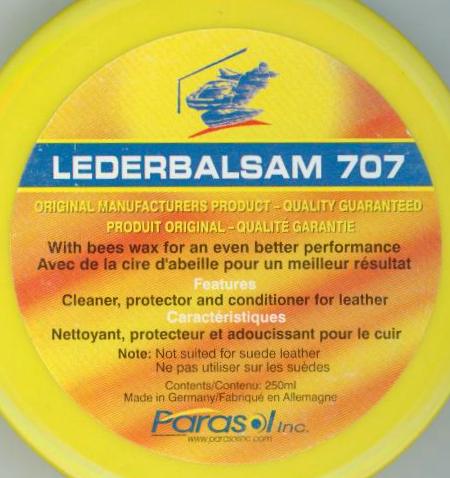 LEDERBALSAM 707
ORIGINAL MANUFACTURERS PRODUCT - QUALITY GUARANTEED
PRODUIT ORIGINAL - QUALITÉ GARANTIE
With bees wax for an even better performance
Avec de la cire d'abeille pour un meilleur résultat
Features
Cleaner, protector and conditioner for leather
Caractéristiques
Nettoyant, protecteur et adoucissant pour le cuir
Note: Not suited for suede leather
Ne pas utiliser sur les suèdes
Contents/Contenu: 250ml
Made in Germany/Fabriqué en Allemagne
Parasol Inc.
www.parasolinc.com